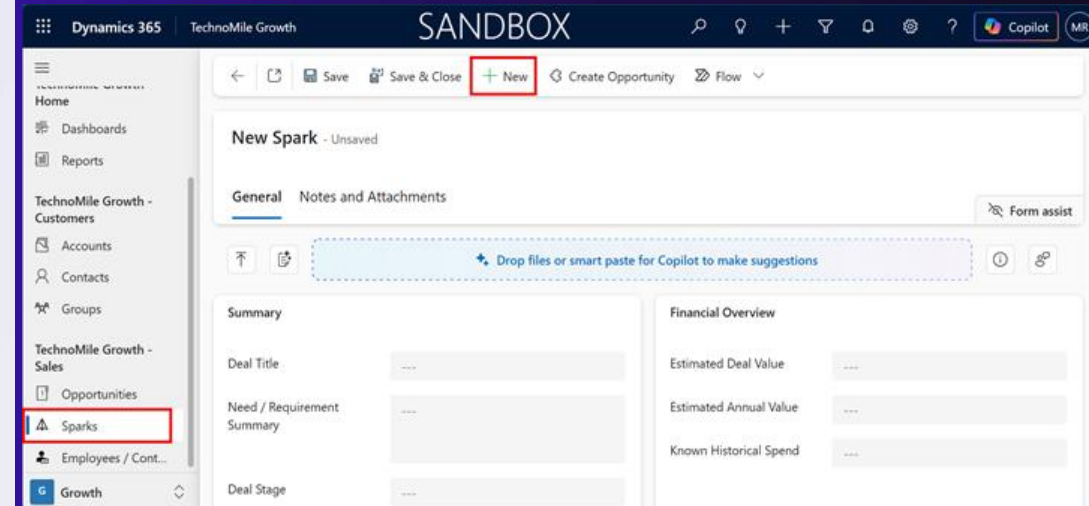 Dynamics 365 TechnoMile Growth SANDBOX Copilot MR
← Save Save & Close + New Create Opportunity Flow
Home
Dashboards
Reports
TechnoMile Growth -
Customers
Accounts
Contacts
Groups
TechnoMile Growth -
Sales
Opportunities
Sparks
Employees / Cont...
G Growth
New Spark - Unsaved
General Notes and Attachments
Form assist
Drop files or smart paste for Copilot to make suggestions
Summary
Deal Title ---
Need / Requirement ---
Summary
Deal Stage ---
Financial Overview
Estimated Deal Value ---
Estimated Annual Value ---
Known Historical Spend ---